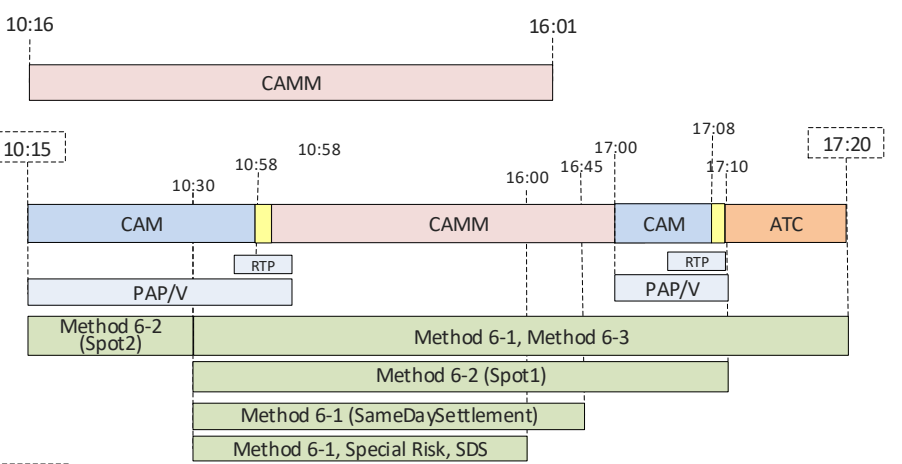 10:16
16:01
CAMM
17:08
10:15
10:58
17:00
17:20
10:58
16:45
17:10
16:00
10:30
CAM
CAMM
CAM
ATC
RTP
RTP
PAP/V
PAP/V
Method 6-2
(Spot2)
Method 6-1, Method 6-3
Method 6-2 (Spot1)
Method 6-1 (SameDaySettlement)
Method 6-1, Special Risk, SDS